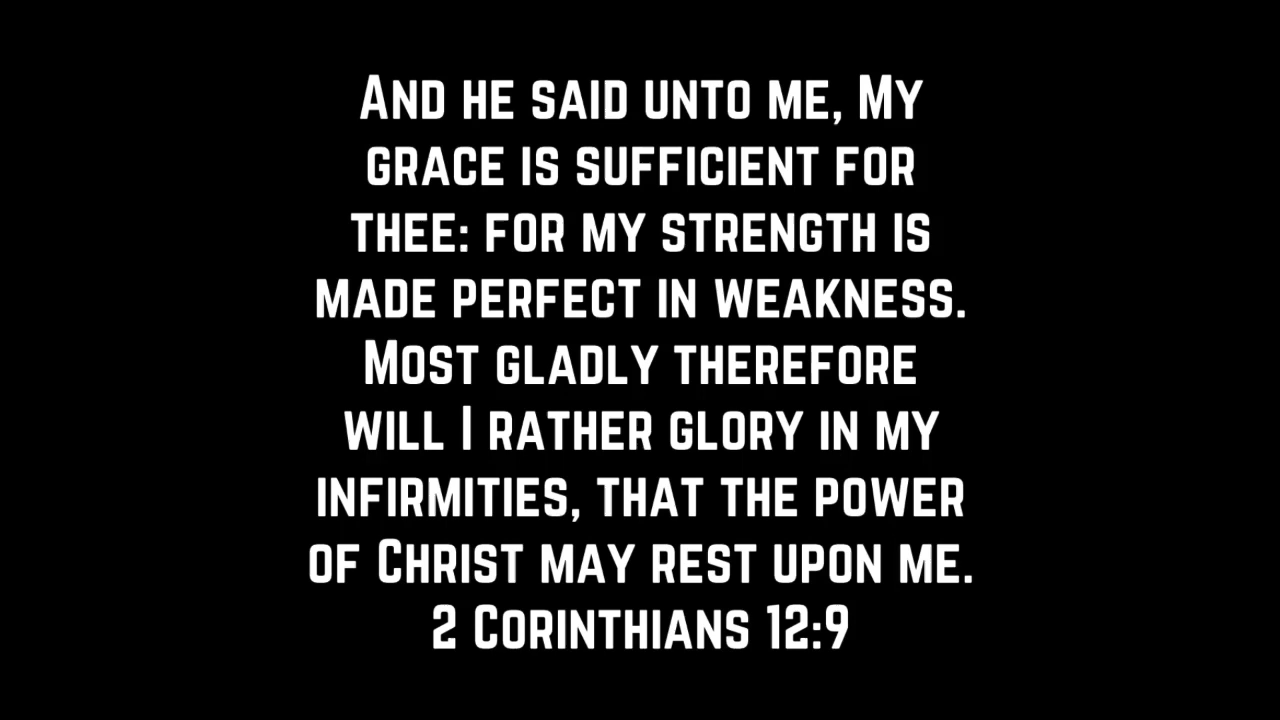 And he said unto me, My
grace is sufficient for
thee: for my strength is
made perfect in weakness.
Most gladly therefore
will I rather glory in my
infirmities, that the power
of Christ may rest upon me.
2 Corinthians 12:9